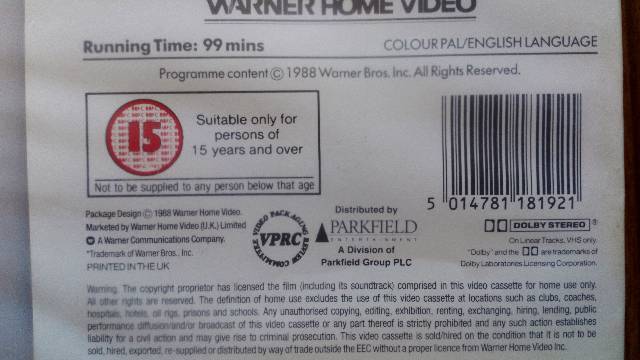 WARNER HOME VIDEO
Running Time: 99 mins
COLOUR PAL/ENGLISH LANGUAGE
Programme content © 1988 Warner Bros. Inc. All Rights Reserved.
15
Suitable only for
persons of
15 years and over
Not to be supplied to any person below that age
5 014781 181921
Package Design © 1988 Warner Home Video.
Marketed by Warner Home Video (U.K.) Limited
A Warner Communications Company.
*Trademark of Warner Bros., Inc.
PRINTED IN THE UK
VIDEO PACKAGING REVIEW COMMITTEE
VPRC
Distributed by
PARKFIELD
ENTERTAINMENT
A Division of
Parkfield Group PLC
DOLBY STEREO ®
On Linear Tracks, VHS only.
"Dolby" and the are trademarks of
Dolby Laboratories Licensing Corporation.
Warning. The copyright proprietor has licensed the film (including its soundtrack) comprised in this video cassette for home use only.
All other rights are reserved. The definition of home use excludes the use of this video cassette at locations such as clubs, coaches,
hospitals, hotels, oil rigs, prisons and schools. Any unauthorised copying, editing, exhibition, renting, exchanging, hiring, lending, public
performance diffusion/and/or broadcast of this video cassette or any part thereof is strictly prohibited and any such action establishes
liability for a civil action and may give rise to criminal prosecution. This video cassette is sold/hired on the condition that it is not to be
sold, hired, exported, re-supplied or distributed by way of trade outside the EEC without a proper licence from Warner Home Video Inc.